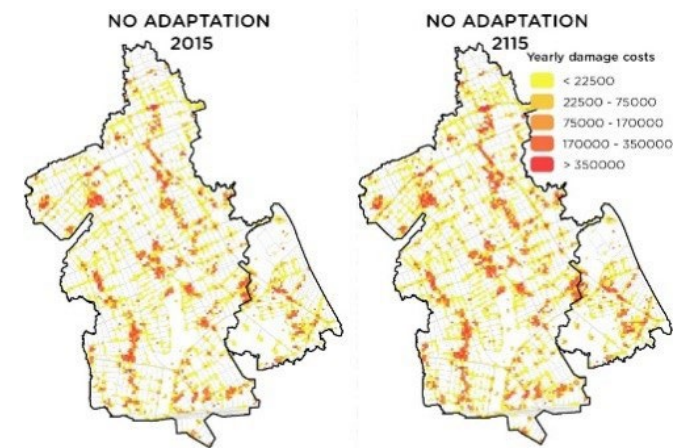 NO ADAPTATION
2015
NO ADAPTATION
2115
Yearly damage costs
< 22500
22500 - 75000
75000 - 170000
170000 - 350000
> 350000